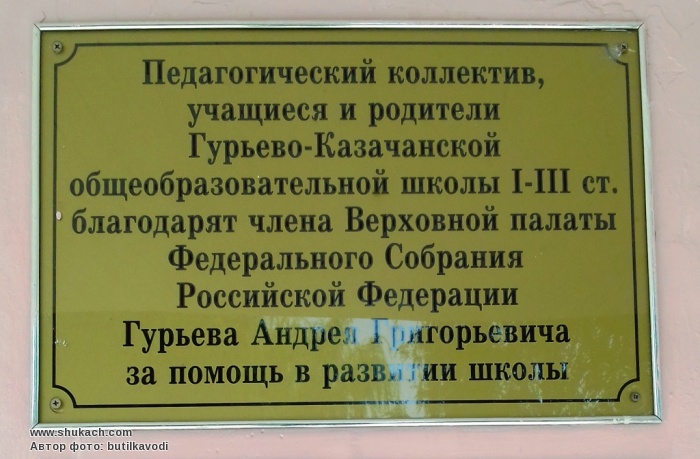 Педагогический коллектив,
учащиеся и родители
Гурьево-Казачанской
общеобразовательной школы I-III ст.
благодарят члена Верховной палаты
Федерального Собрания
Российской Федерации
Гурьева Андрея Григорьевича
за помощь в развитии школы
www.shukach.com
Автор фото: butilkavodi